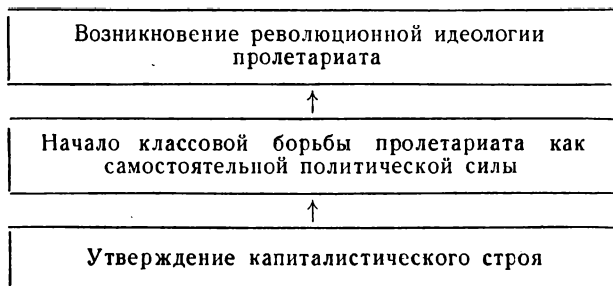 Возникновение революционной идеологии
пролетариата
↑
Начало классовой борьбы пролетариата как
самостоятельной политической силы
↑
Утверждение капиталистического строя